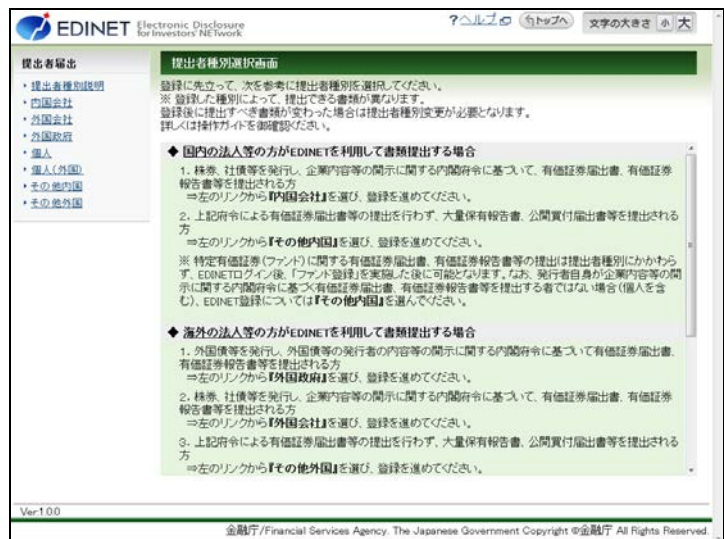 EDINET Electronic Disclosure
for Investors' NETwork
?ヘルプ
トップへ
文字の大きさ 小 大
提出者届出
・提出者種別説明
・内国会社
・外国会社
・外国政府
・個人
・個人(外国)
・その他内国
・その他外国
提出者種別選択画面
登録に先立って、次を参考に提出者種別を選択してください。
※ 登録した種別によって、提出できる書類が異なります。
登録後に提出すべき書類が変わった場合は提出者種別変更が必要となります。
詳しくは操作ガイドを御確認ください。
◆ 国内の法人等の方がEDINETを利用して書類提出する場合
1. 株券、社債券を発行し、企業内容等の開示に関する内閣府令に基づいて、有価証券届出書、有価証券
報告書等を提出される方
⇒左のリンクから『内国会社』を選び、登録を進めてください。
2. 上記府令による有価証券届出書等の提出を行わず、大量保有報告書、公開買付届出書等を提出される
方
⇒左のリンクから『その他内国』を選び、登録を進めてください。
※ 特定有価証券(ファンド)に関する有価証券届出書、有価証券報告書等の提出は提出者種別にかかわら
ず、EDINETログイン後、「ファンド登録」を実施した後に可能となります。なお、発行者自身が企業内容等の開
示に関する内閣府令に基づく有価証券届出書、有価証券報告書等を提出する者ではない場合(個人を含
む)、EDINET登録については『その他内国』を選んでください。
◆ 海外の法人等の方がEDINETを利用して書類提出する場合
1. 外国債等を発行し、外国債等の発行者の内容等の開示に関する内閣府令に基づいて有価証券届出書、
有価証券報告書等を提出される方
⇒左のリンクから『外国政府』を選び、登録を進めてください。
2. 株券、社債券を発行し、企業内容等の開示に関する内閣府令に基づいて、有価証券届出書、有価証券
報告書等を提出される方
⇒左のリンクから『外国会社』を選び、登録を進めてください。
3. 上記府令による有価証券届出書等の提出を行わず、大量保有報告書、公開買付届出書等を提出される
方
⇒左のリンクから『その他外国』を選び、登録を進めてください。
Ver.1.0.0
金融庁/Financial Services Agency. The Japanese Government Copyright ©金融庁 All Rights Reserved.